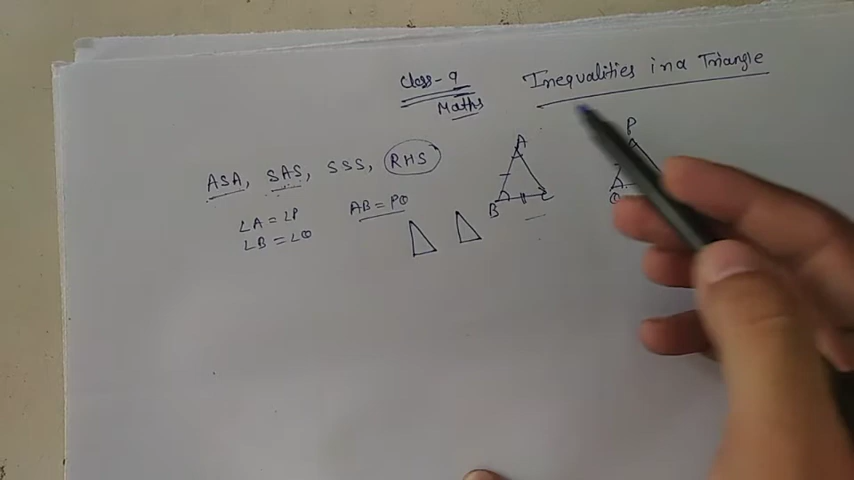 Class-9
Maths
Inequalities in a Triangle
ASA, SAS, SSS, RHS
∠A = ∠P
∠B = ∠Q
AB = PQ
A
B
C
P
Q